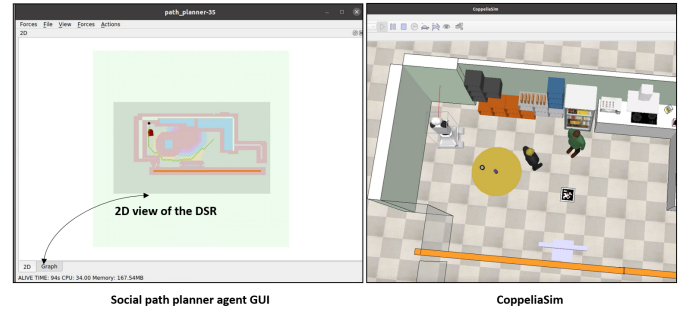 path_planner-35
Forces File View Forces Actions
2D
2D view of the DSR
2D Graph
ALIVE TIME: 94s CPU: 34.00 Memory: 167.54MB
Social path planner agent GUI
CoppeliaSim
CoppeliaSim